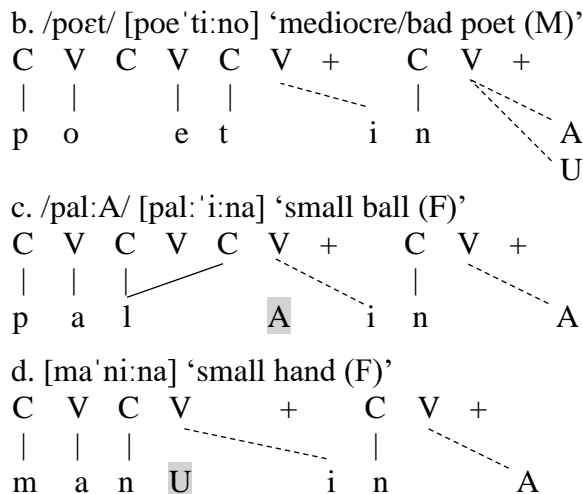 b. /poɛt/ [poeˈtiːno] ‘mediocre/bad poet (M)’
C V C V C V + C V +
p o e t i n A
U
c. /palːA/ [palːˈiːna] ‘small ball (F)’
C V C V C V + C V +
p a l A i n A
d. [maˈniːna] ‘small hand (F)’
C V C V + C V +
m a n U i n A